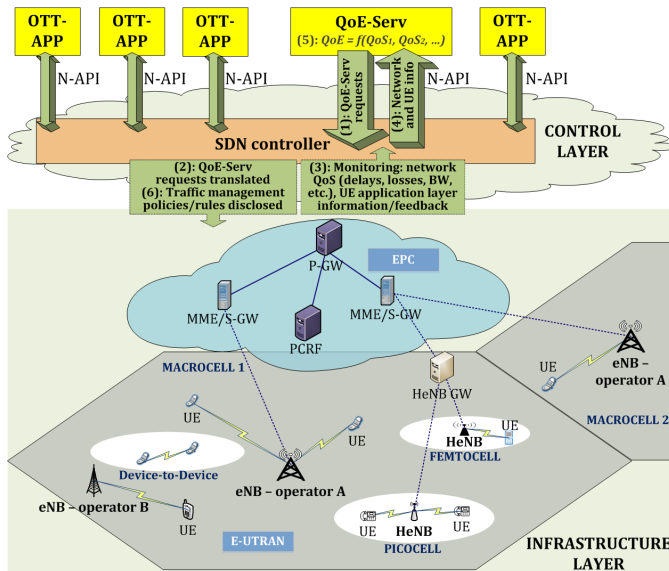 OTT-
APP
OTT-
APP
OTT-
APP
QoE-Serv
(5): QoE = f(QoS₁, QoS₂, ...)
OTT-
APP
N-API
N-API
N-API
N-API
(1): QoE-Serv
requests
(4): Network
and UE info
SDN controller
CONTROL
LAYER
(2): QoE-Serv
requests translated
(6): Traffic management
policies/rules disclosed
(3): Monitoring: network
QoS (delays, losses, BW,
etc.), UE application layer
information/feedback
P-GW
EPC
MME/S-GW
MME/S-GW
PCRF
MACROCELL 1
HeNB GW
UE
eNB –
operator A
MACROCELL 2
UE
UE
UE
HeNB
FEMTOCELL
Device-to-Device
eNB – operator A
eNB – operator B
UE
UE
HeNB
UE
PICOCELL
E-UTRAN
INFRASTRUCTURE
LAYER